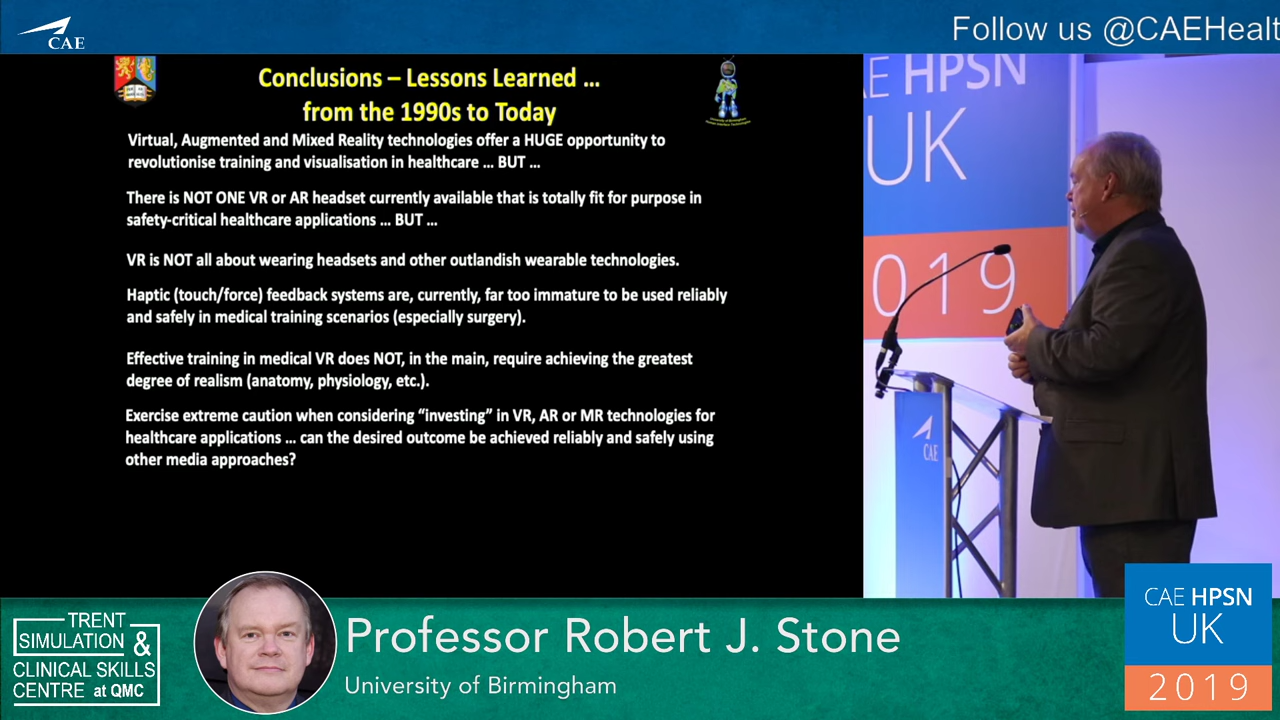 CAE
Follow us @CAEHealt
Conclusions – Lessons Learned ...
from the 1990s to Today
Virtual, Augmented and Mixed Reality technologies offer a HUGE opportunity to
revolutionise training and visualisation in healthcare ... BUT ...
There is NOT ONE VR or AR headset currently available that is totally fit for purpose in
safety-critical healthcare applications ... BUT ...
VR is NOT all about wearing headsets and other outlandish wearable technologies.
Haptic (touch/force) feedback systems are, currently, far too immature to be used reliably
and safely in medical training scenarios (especially surgery).
Effective training in medical VR does NOT, in the main, require achieving the greatest
degree of realism (anatomy, physiology, etc.).
Exercise extreme caution when considering “investing” in VR, AR or MR technologies for
healthcare applications ... can the desired outcome be achieved reliably and safely using
other media approaches?
AE HPSN
UK
019
CAE
TRENT
SIMULATION &
CLINICAL SKILLS
CENTRE at QMC
Professor Robert J. Stone
University of Birmingham
CAE HPSN
UK
2019